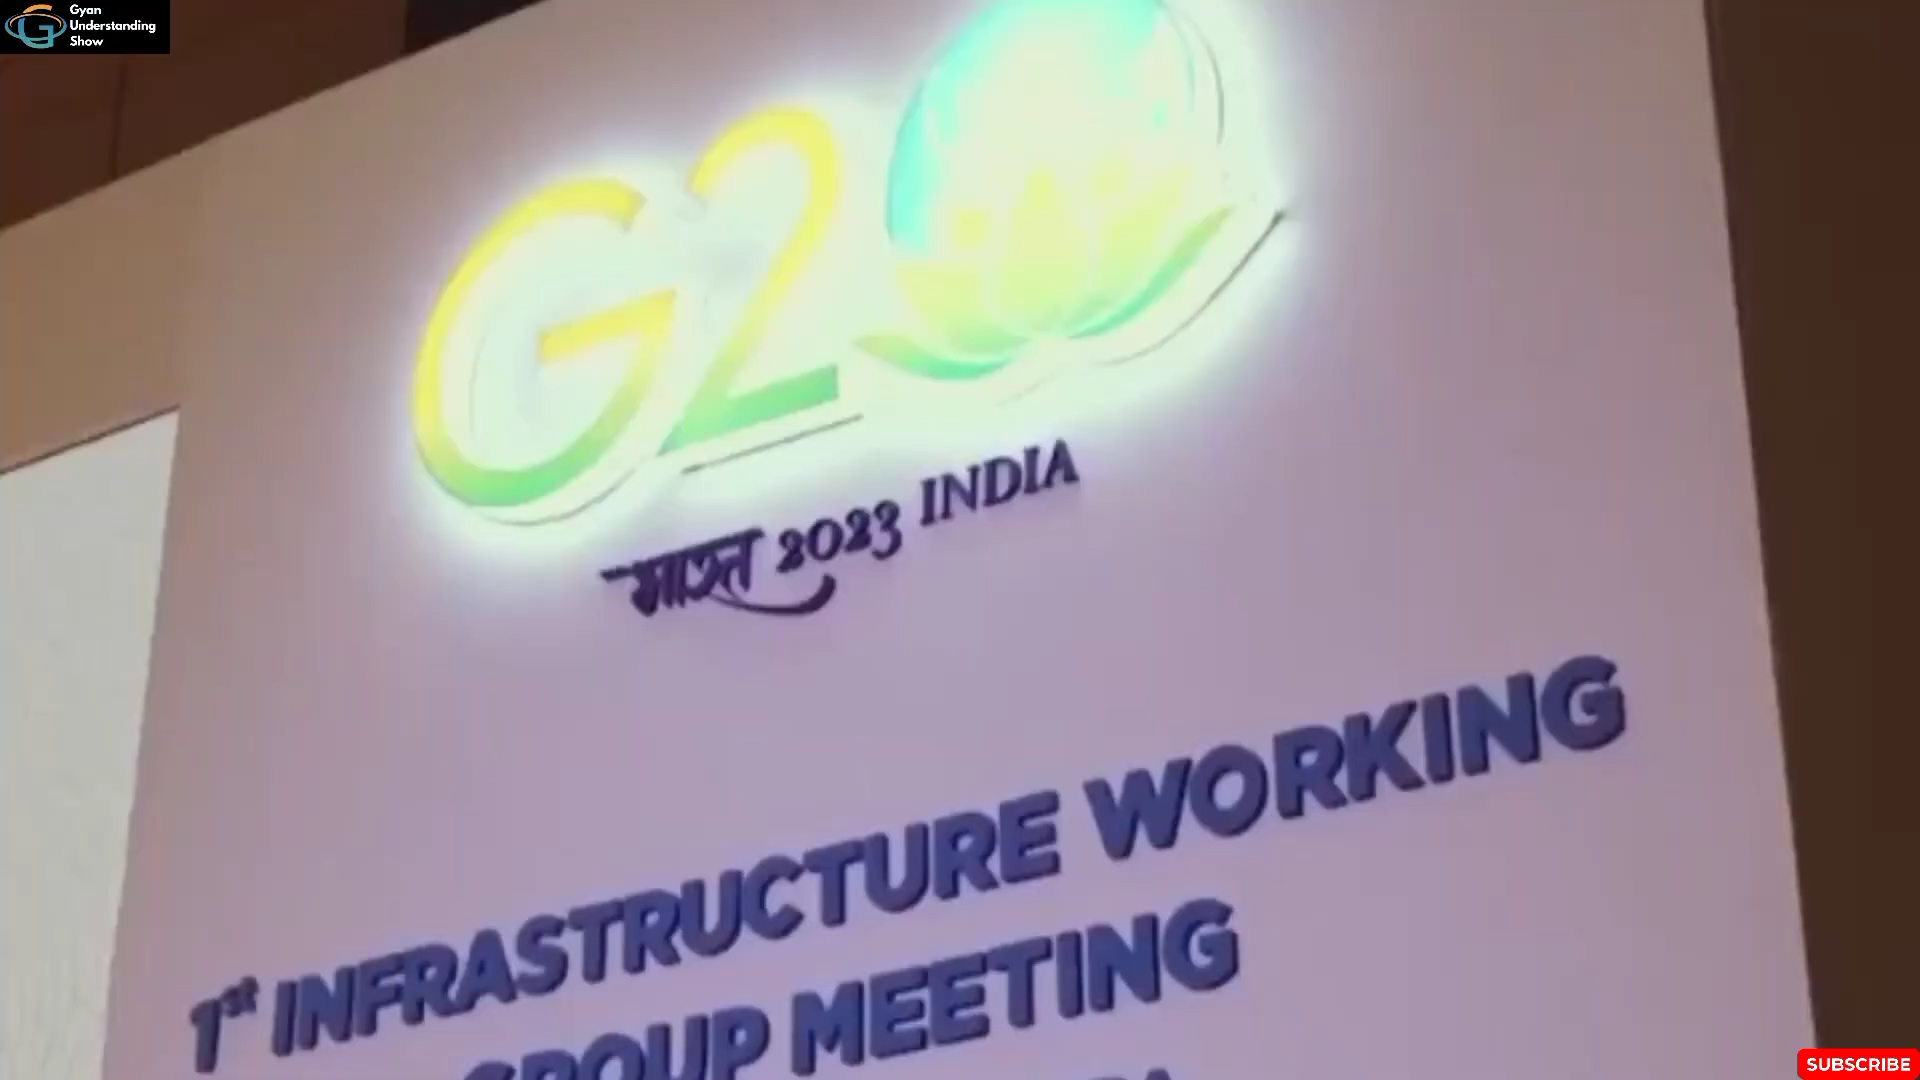 Gyan
Understanding
Show
G20
भारत 2023 INDIA
1st INFRASTRUCTURE WORKING
GROUP MEETING
SUBSCRIBE